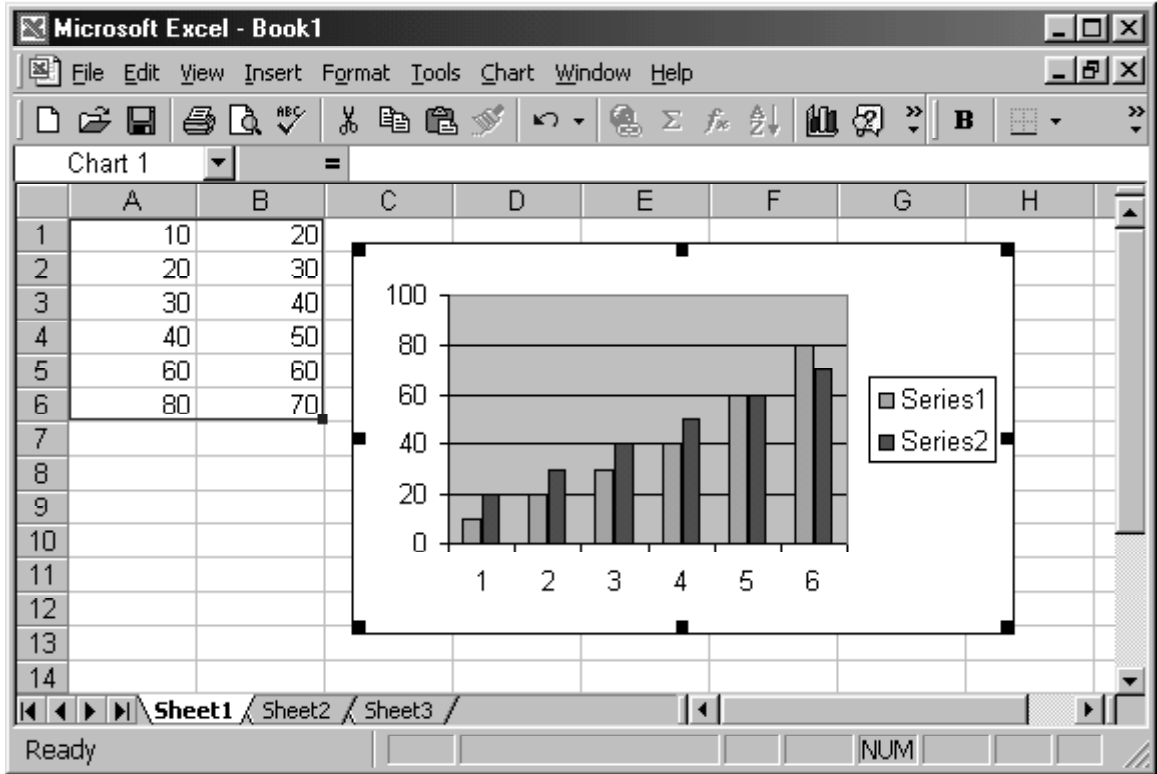 Microsoft Excel - Book1
File Edit View Insert Format Tools Chart Window Help
ABC Σ fx A Z » B »
Chart 1 =
A B C D E F G H
1 10 20
2 20 30
3 30 40
4 40 50
5 60 60
6 80 70
7
8
9
10
11
12
13
14
100
80
60
40
20
0
1 2 3 4 5 6
Series1
Series2
Sheet1 Sheet2 Sheet3
Ready NUM